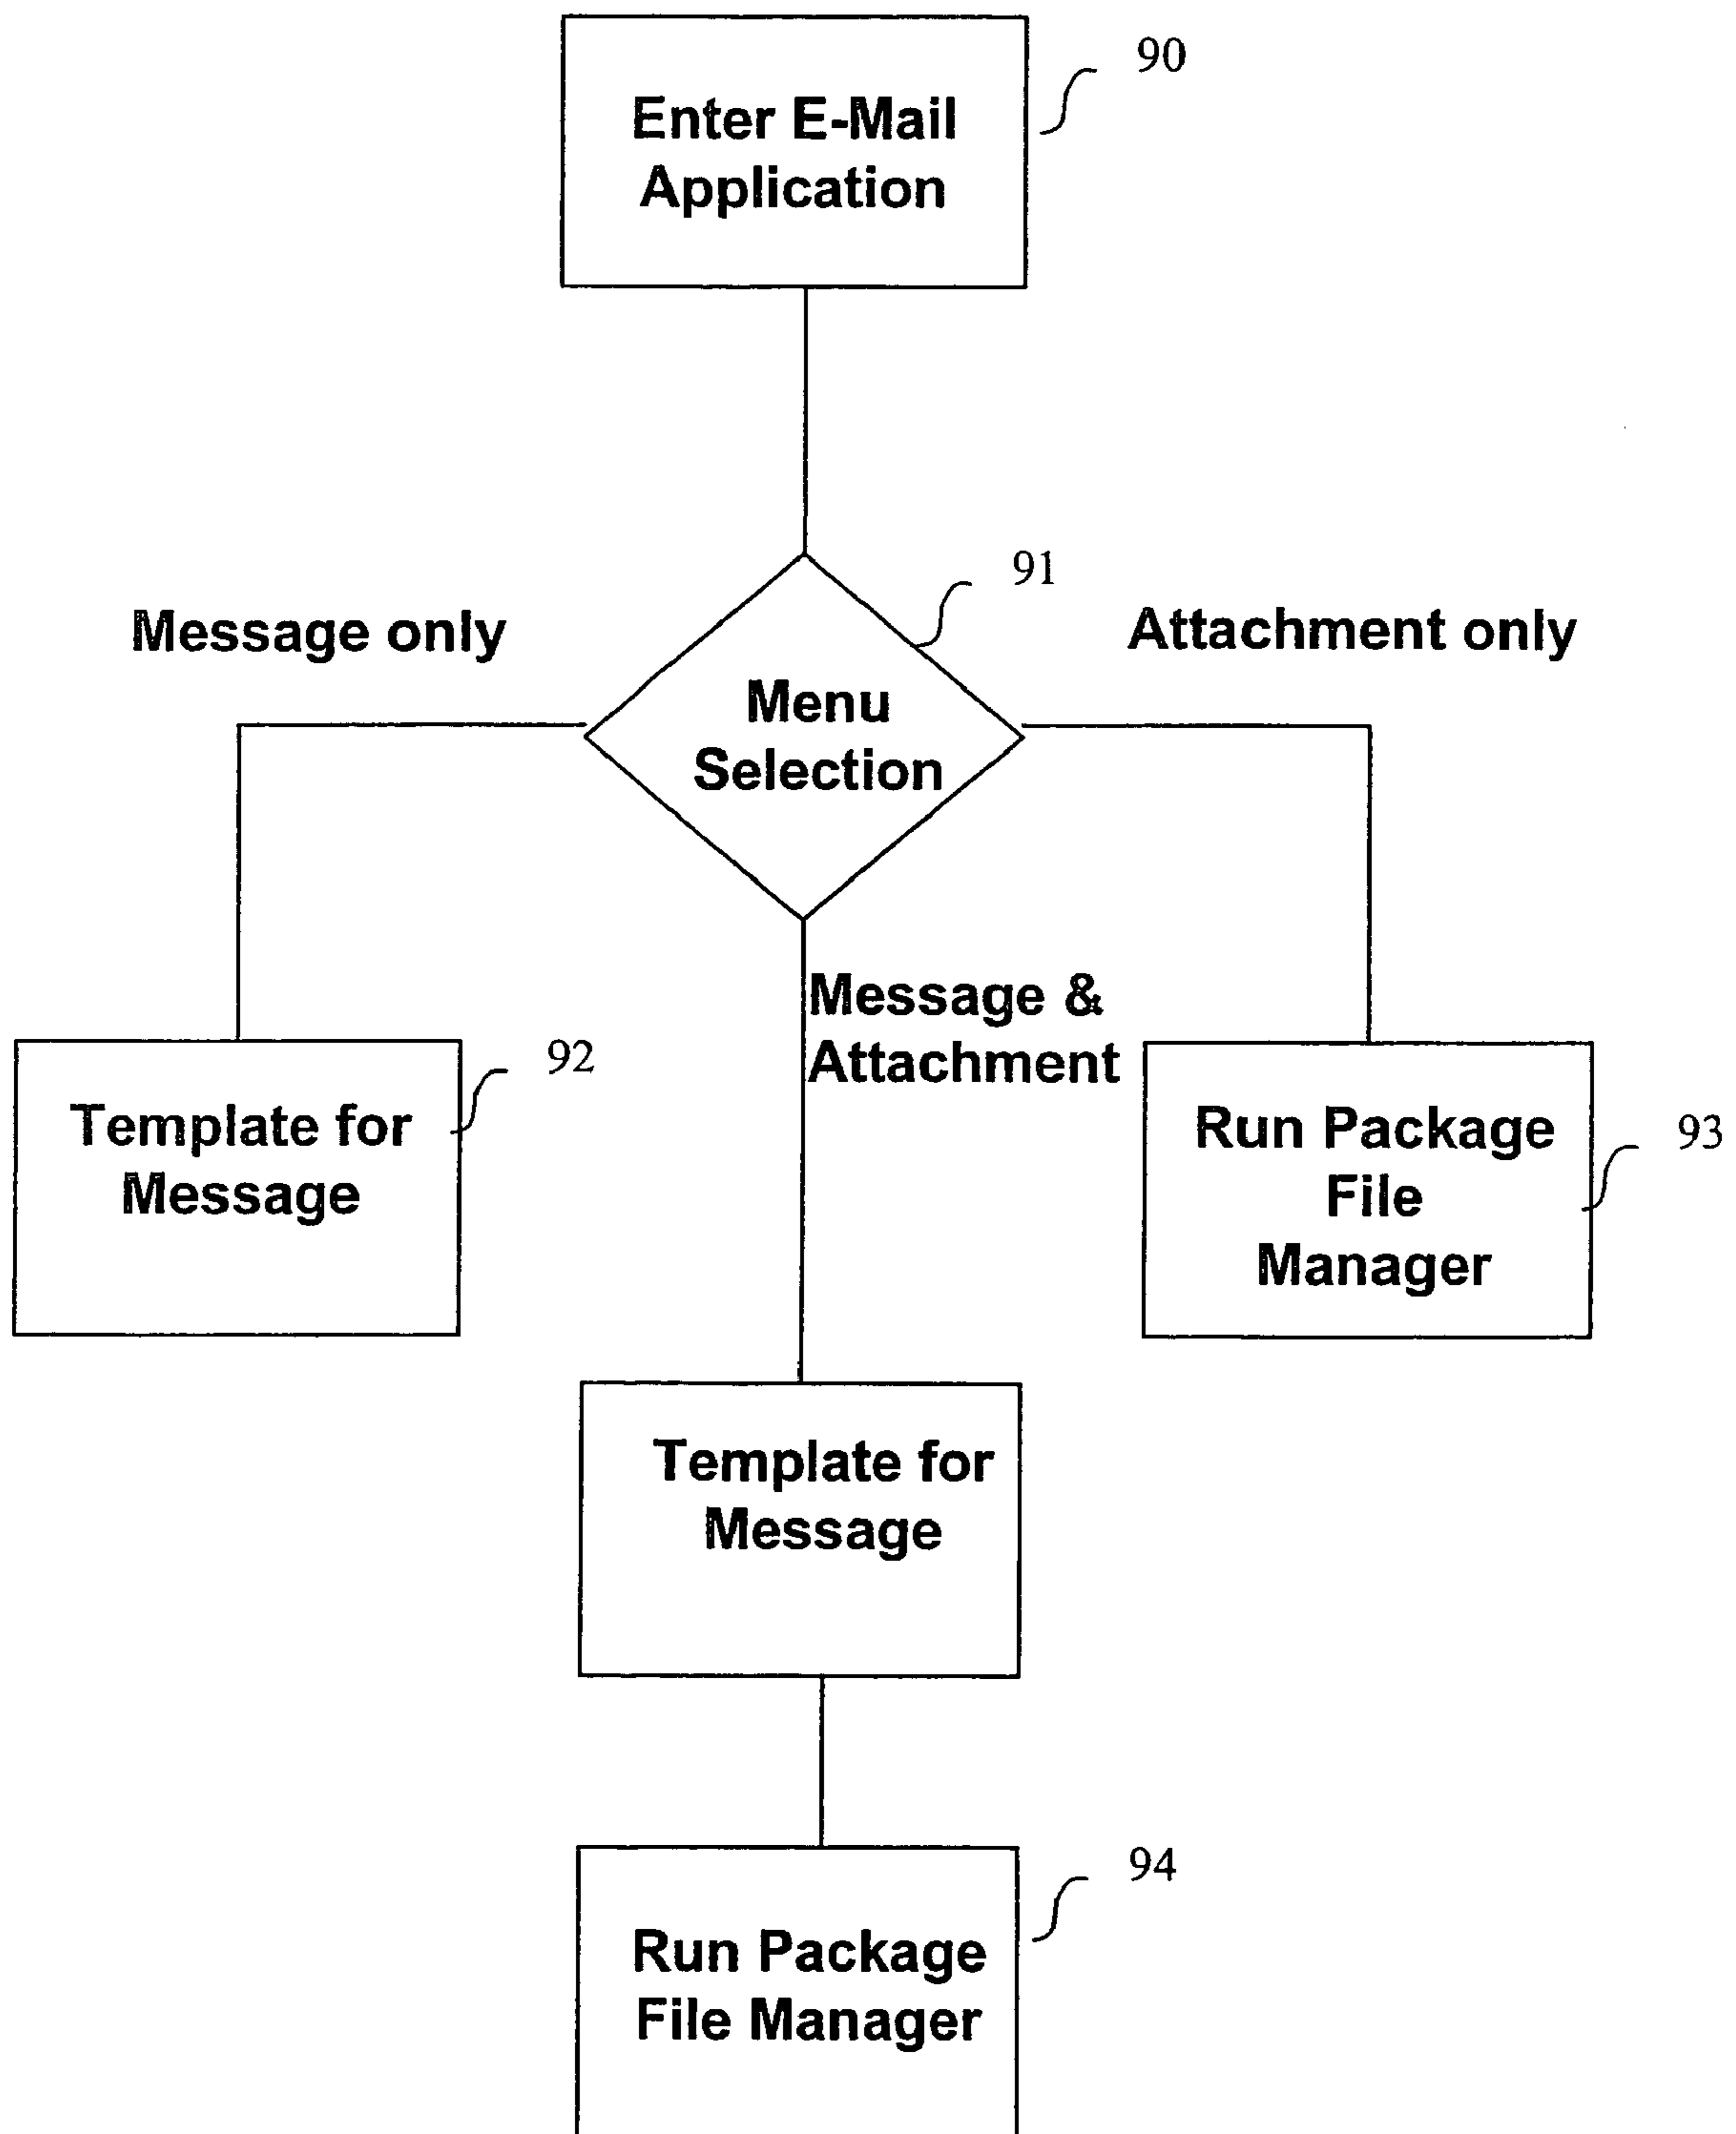 90
Enter E-Mail
Application
91
Message only
Attachment only
Menu
Selection
Message &
Attachment
92
Template for
Message
93
Run Package
File
Manager
Template for
Message
94
Run Package
File Manager